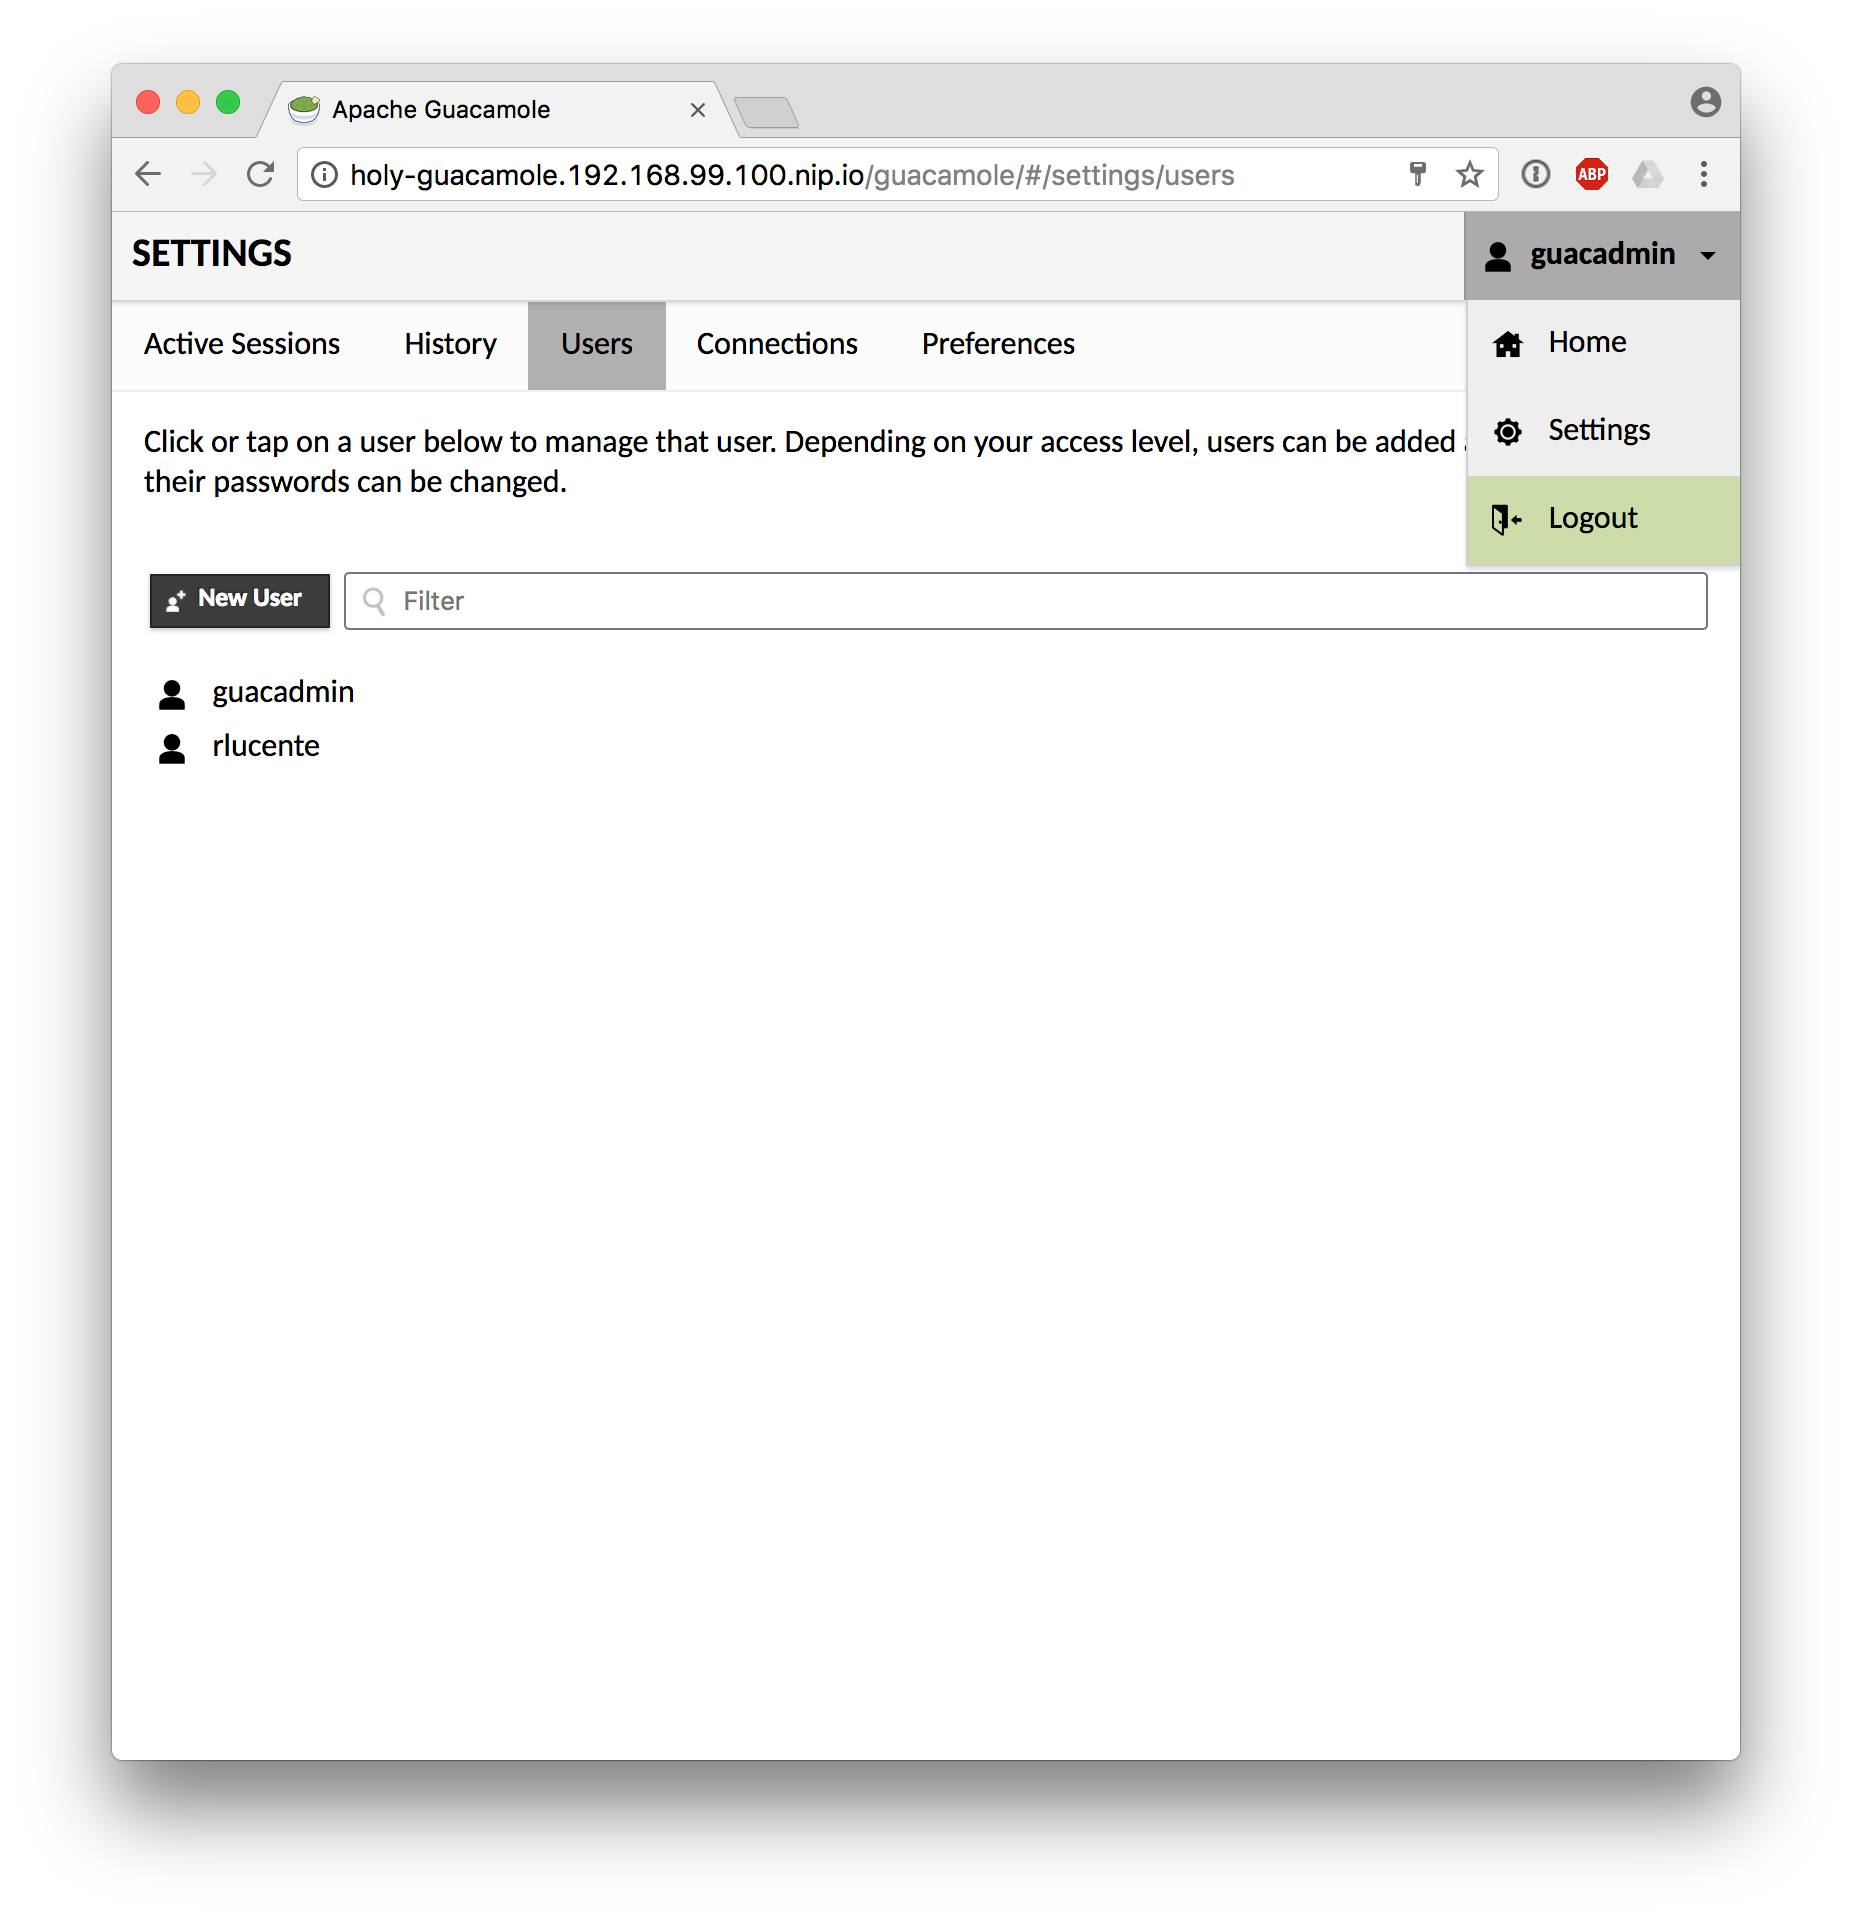 Apache Guacamole
holy-guacamole.192.168.99.100.nip.io/guacamole/#/settings/users
ABP
SETTINGS
guacadmin
Active Sessions
History
Users
Connections
Preferences
Home
Settings
Logout
Click or tap on a user below to manage that user. Depending on your access level, users can be added
their passwords can be changed.
New User
Filter
guacadmin
rlucente